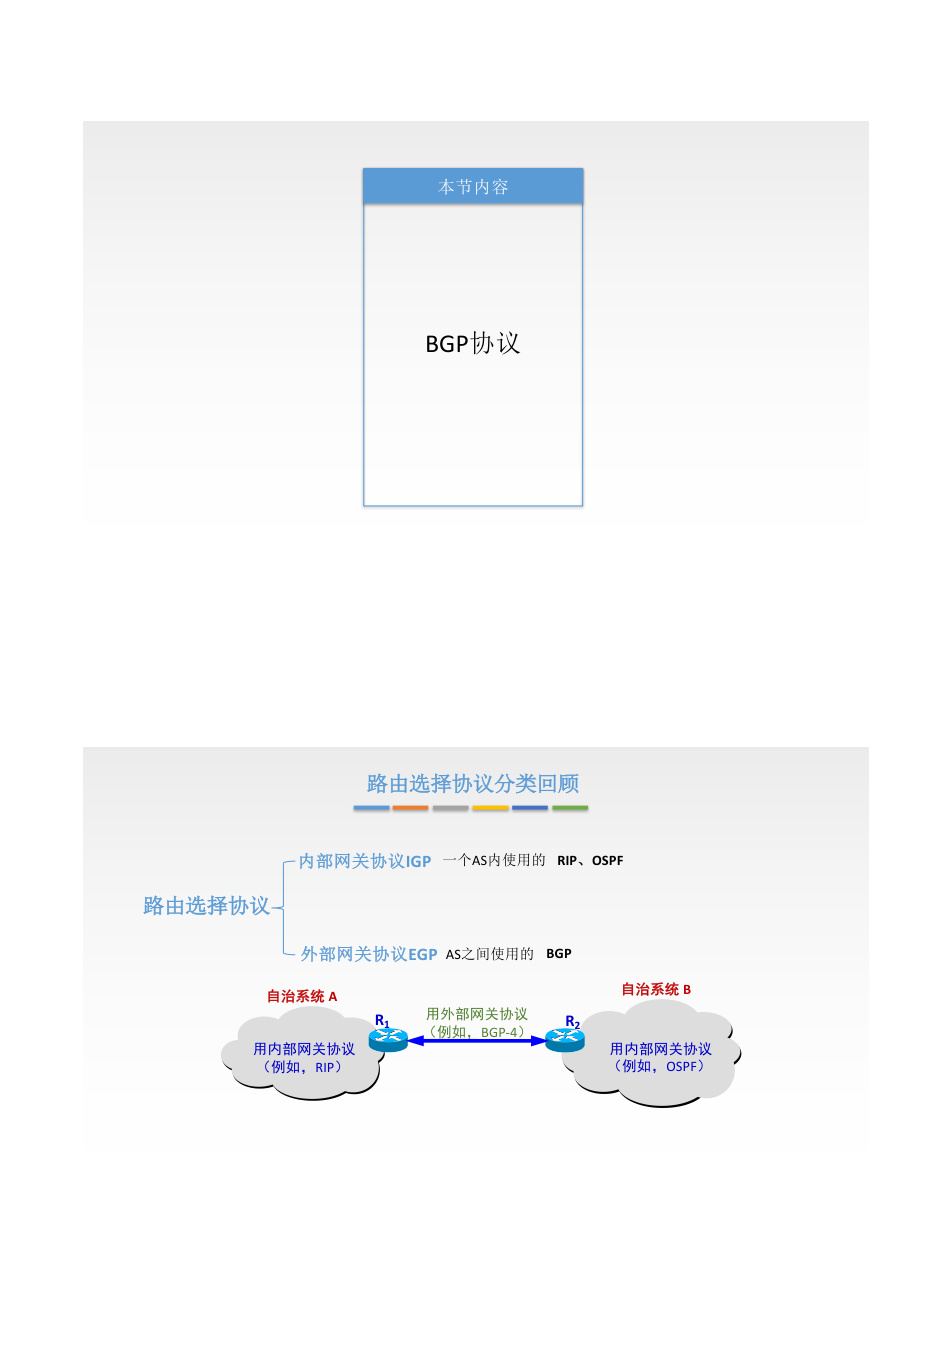 本节内容
BGP协议
路由选择协议分类回顾
内部网关协议IGP 一个AS内使用的 RIP、OSPF
路由选择协议
外部网关协议EGP AS之间使用的 BGP
自治系统 A
自治系统 B
R1
用外部网关协议
（例如，BGP-4）
R2
用内部网关协议
（例如，RIP）
用内部网关协议
（例如，OSPF）